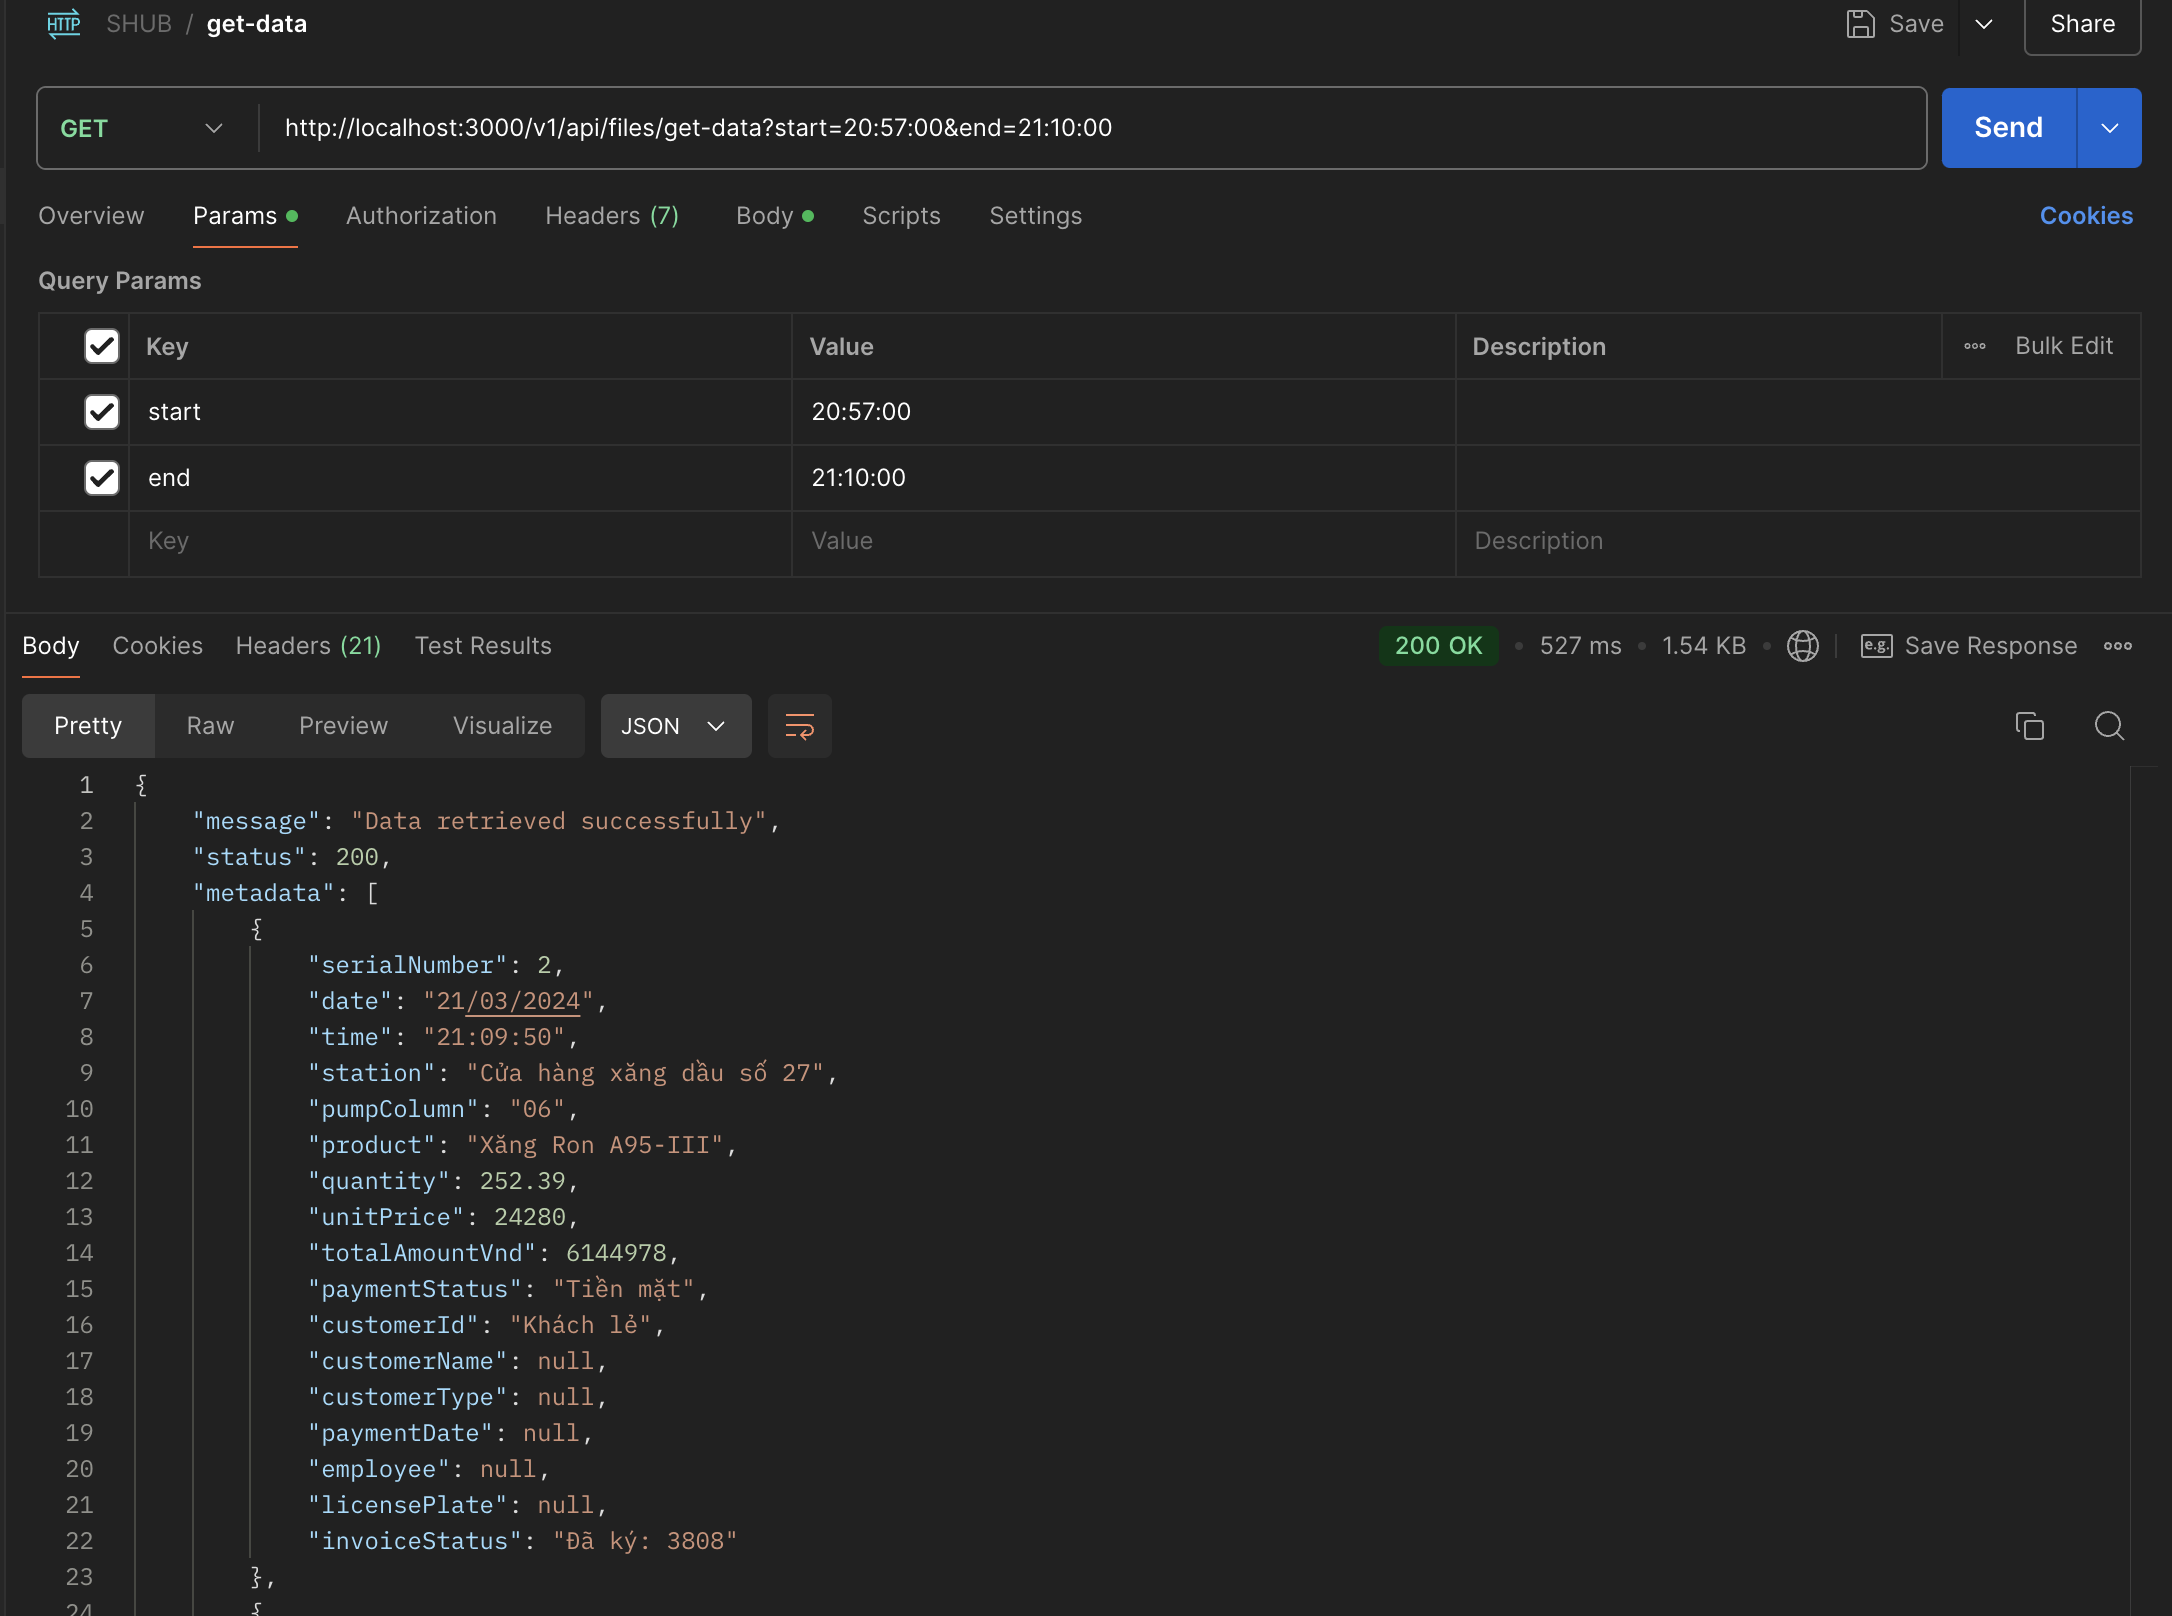 HTTP SHUB / get-data Save Share
GET http://localhost:3000/v1/api/files/get-data?start=20:57:00&end=21:10:00 Send
Overview Params Authorization Headers (7) Body Scripts Settings Cookies
Query Params
Key Value Description Bulk Edit
start 20:57:00
end 21:10:00
Key Value Description
Body Cookies Headers (21) Test Results 200 OK 527 ms 1.54 KB e.g. Save Response
Pretty Raw Preview Visualize JSON
1 {
2 "message": "Data retrieved successfully",
3 "status": 200,
4 "metadata": [
5 {
6 "serialNumber": 2,
7 "date": "21/03/2024",
8 "time": "21:09:50",
9 "station": "Cửa hàng xăng dầu số 27",
10 "pumpColumn": "06",
11 "product": "Xăng Ron A95-III",
12 "quantity": 252.39,
13 "unitPrice": 24280,
14 "totalAmountVnd": 6144978,
15 "paymentStatus": "Tiền mặt",
16 "customerId": "Khách lẻ",
17 "customerName": null,
18 "customerType": null,
19 "paymentDate": null,
20 "employee": null,
21 "licensePlate": null,
22 "invoiceStatus": "Đã ký: 3808"
23 },
24 {